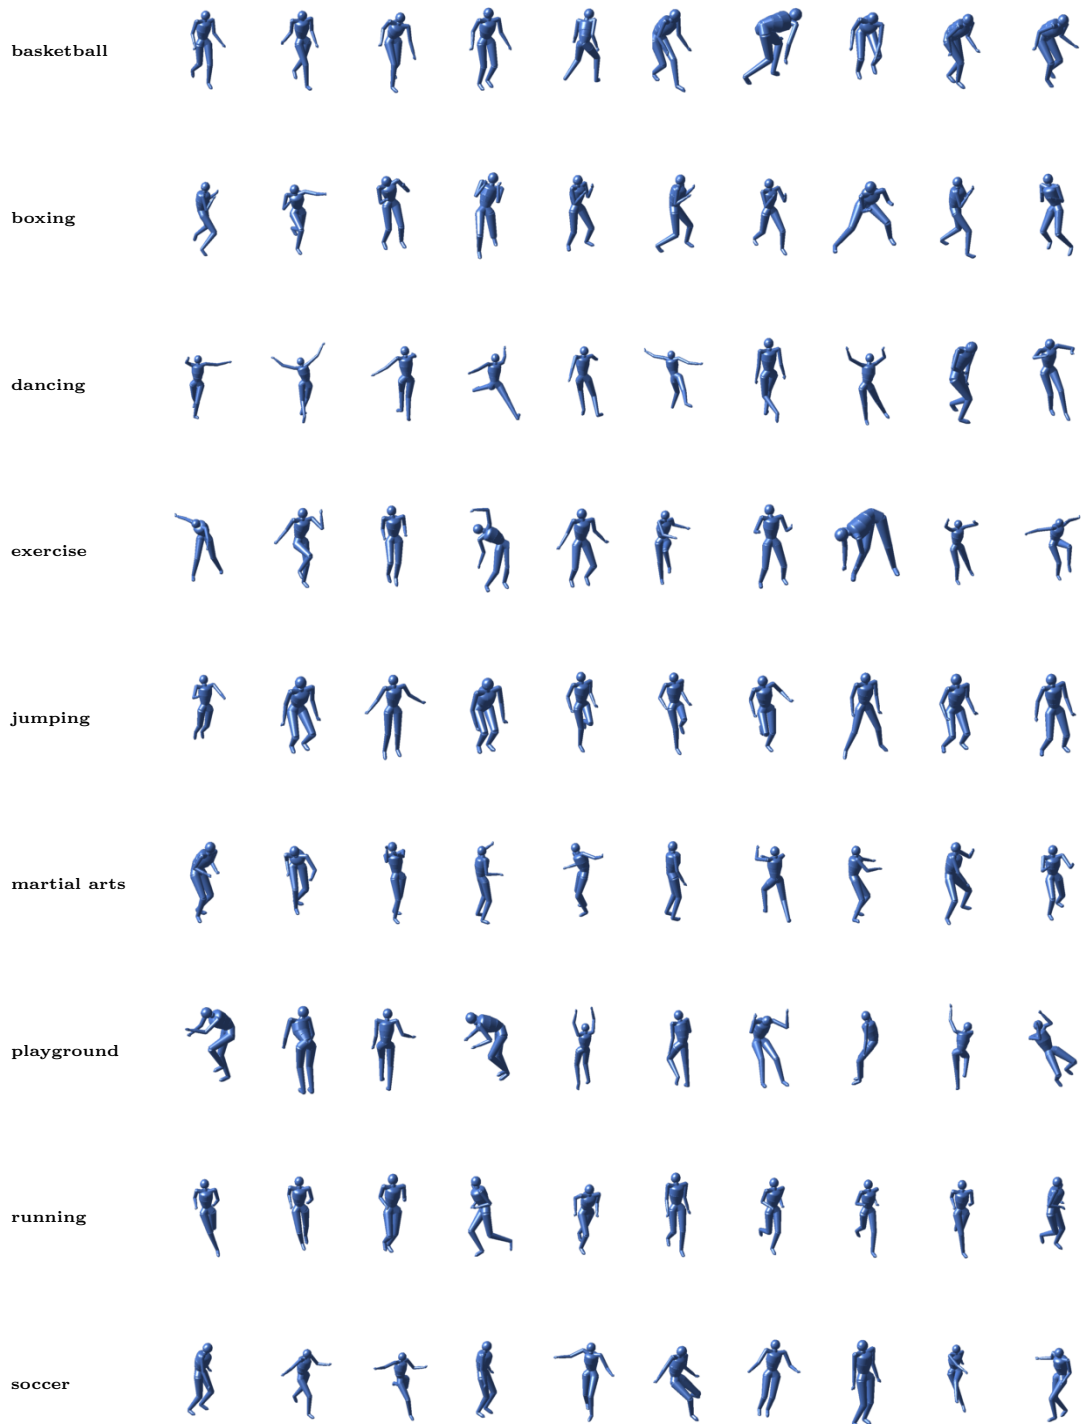 basketball
boxing
dancing
exercise
jumping
martial arts
playground
running
soccer